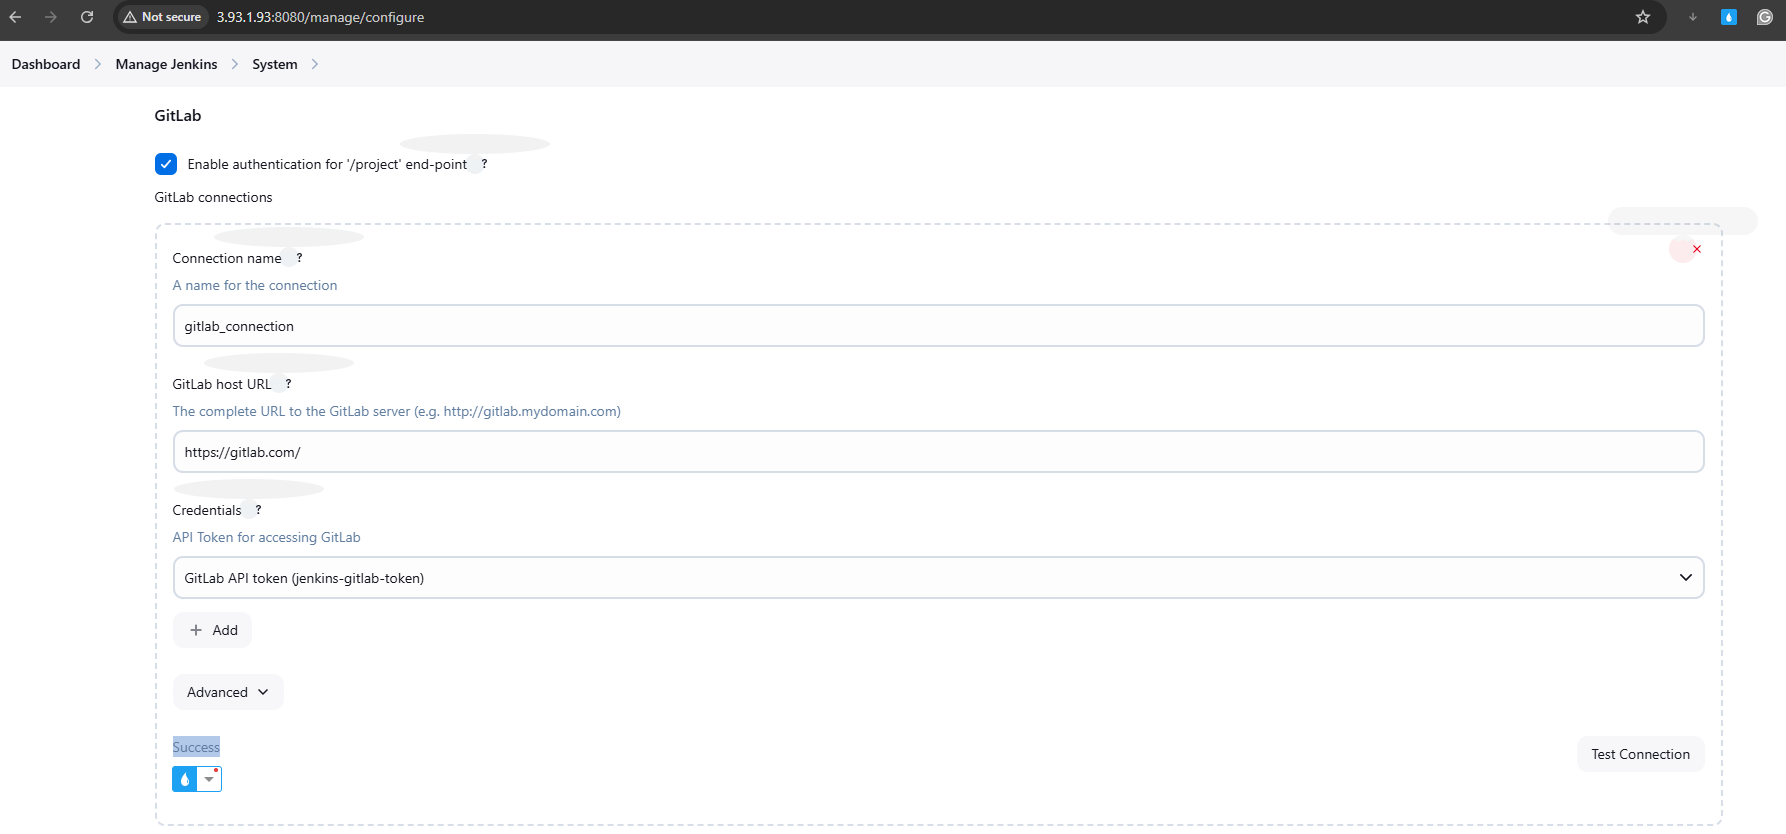 Not secure 3.93.1.93:8080/manage/configure
Dashboard Manage Jenkins System
GitLab
Enable authentication for '/project' end-point ?
GitLab connections
Connection name ?
A name for the connection
gitlab_connection
GitLab host URL ?
The complete URL to the GitLab server (e.g. http://gitlab.mydomain.com)
https://gitlab.com/
Credentials ?
API Token for accessing GitLab
GitLab API token (jenkins-gitlab-token)
+ Add
Advanced
Success
Test Connection